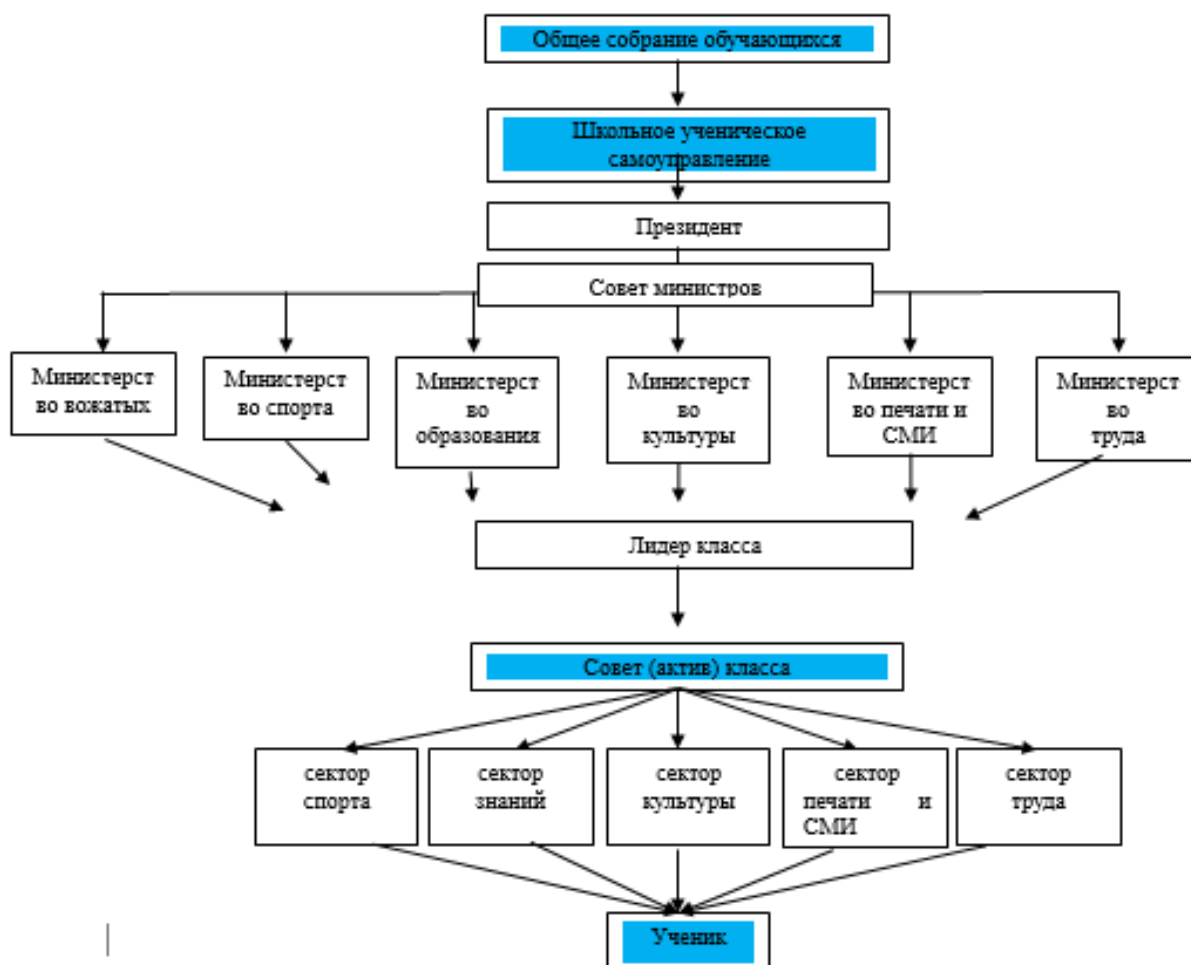 Общее собрание обучающихся
Школьное ученическое
самоуправление
Президент
Совет министров
Министерст
во вожатых
Министерст
во спорта
Министерст
во
образования
Министерст
во
культуры
Министерст
во печати и
СМИ
Министерст
во
труда
Лидер класса
Совет (актив) класса
сектор
спорта
сектор
знаний
сектор
культуры
сектор
печати и
СМИ
сектор
труда
Ученик